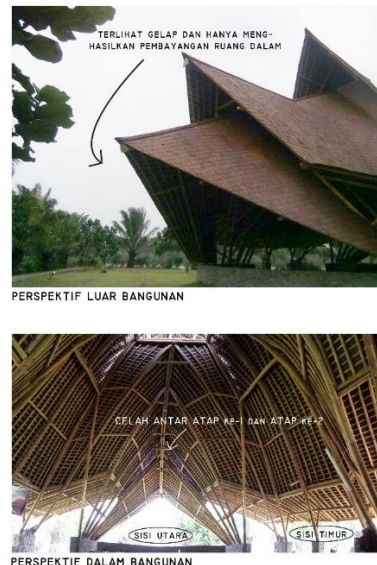 TERLIHAT GELAP DAN HANYA MENG-
HASILKAN PEMBAYANGAN RUANG DALAM
PERSPEKTIF LUAR BANGUNAN
CELAH ANTAR ATAP KE-1 DAN ATAP KE-2
SISI UTARA
SISI TIMUR
PERSPEKTIF DALAM BANGUNAN